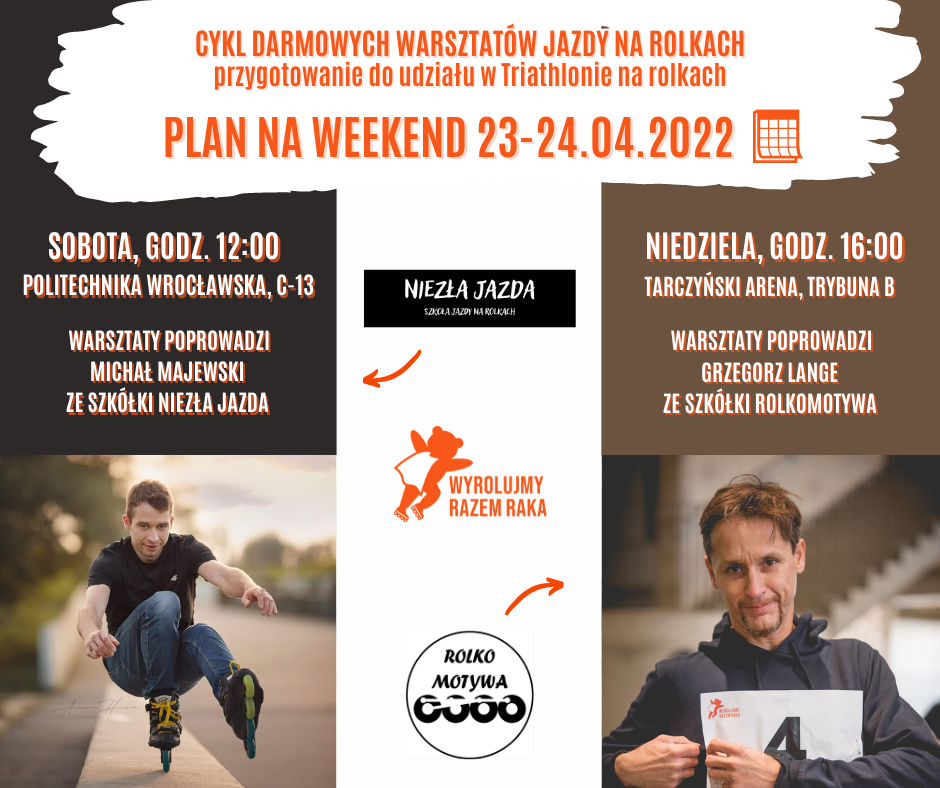 CYKL DARMOWYCH WARSZTATÓW JAZDY NA ROLKACH
przygotowanie do udziału w Triathlonie na rolkach
PLAN NA WEEKEND 23-24.04.2022
SOBOTA, GODZ. 12:00
POLITECHNIKA WROCŁAWSKA, C-13
WARSZTATY POPROWADZI
MICHAŁ MAJEWSKI
ZE SZKÓŁKI NIEZŁA JAZDA
NIEZŁA JAZDA
SZKOŁA JAZDY NA ROLKACH
WYROLUJMY
RAZEM RAKA
ROLKO
MOTYWA
NIEDZIELA, GODZ. 16:00
TARCZYŃSKI ARENA, TRYBUNA B
WARSZTATY POPROWADZI
GRZEGORZ LANGE
ZE SZKÓŁKI ROLKOMOTYWA
WYROLUJMY
RAZEM RAKA
4